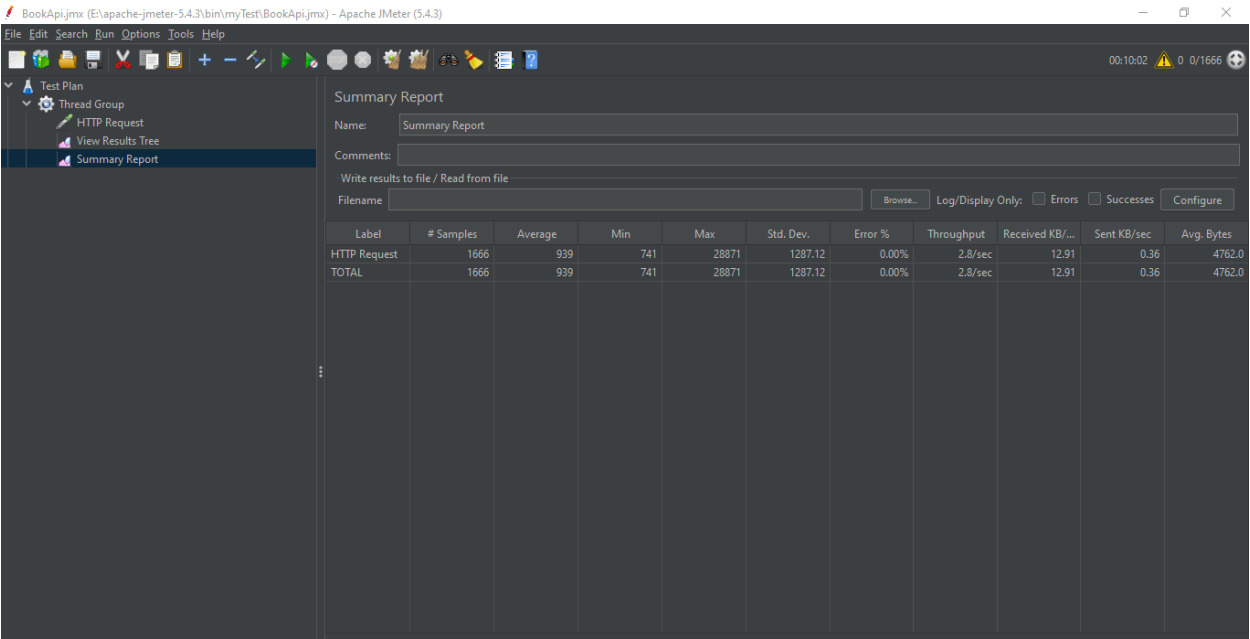 BookApi.jmx (E:\apache-jmeter-5.4.3\bin\myTest\BookApi.jmx) - Apache JMeter (5.4.3)
File Edit Search Run Options Tools Help
00:10:02 0 0/1666
Test Plan
Thread Group
HTTP Request
View Results Tree
Summary Report
Summary Report
Name: Summary Report
Comments:
Write results to file / Read from file
Filename Browse... Log/Display Only: Errors Successes Configure
Label # Samples Average Min Max Std. Dev. Error % Throughput Received KB/... Sent KB/sec Avg. Bytes
HTTP Request 1666 939 741 28871 1287.12 0.00% 2.8/sec 12.91 0.36 4762.0
TOTAL 1666 939 741 28871 1287.12 0.00% 2.8/sec 12.91 0.36 4762.0